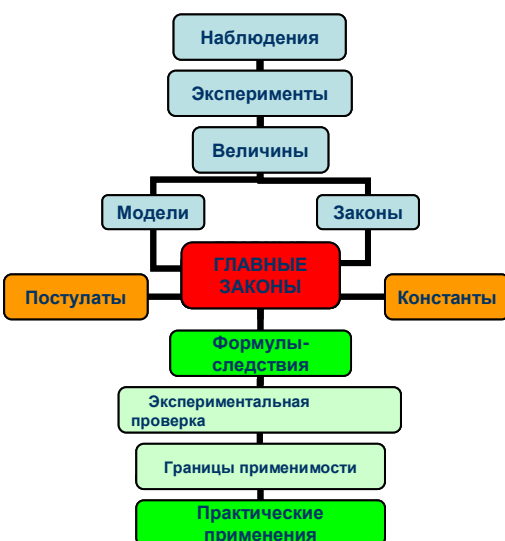 Наблюдения
Эксперименты
Величины
Модели
Законы
ГЛАВНЫЕ
ЗАКОНЫ
Постулаты
Константы
Формулы-
следствия
Экспериментальная
проверка
Границы применимости
Практические
применения